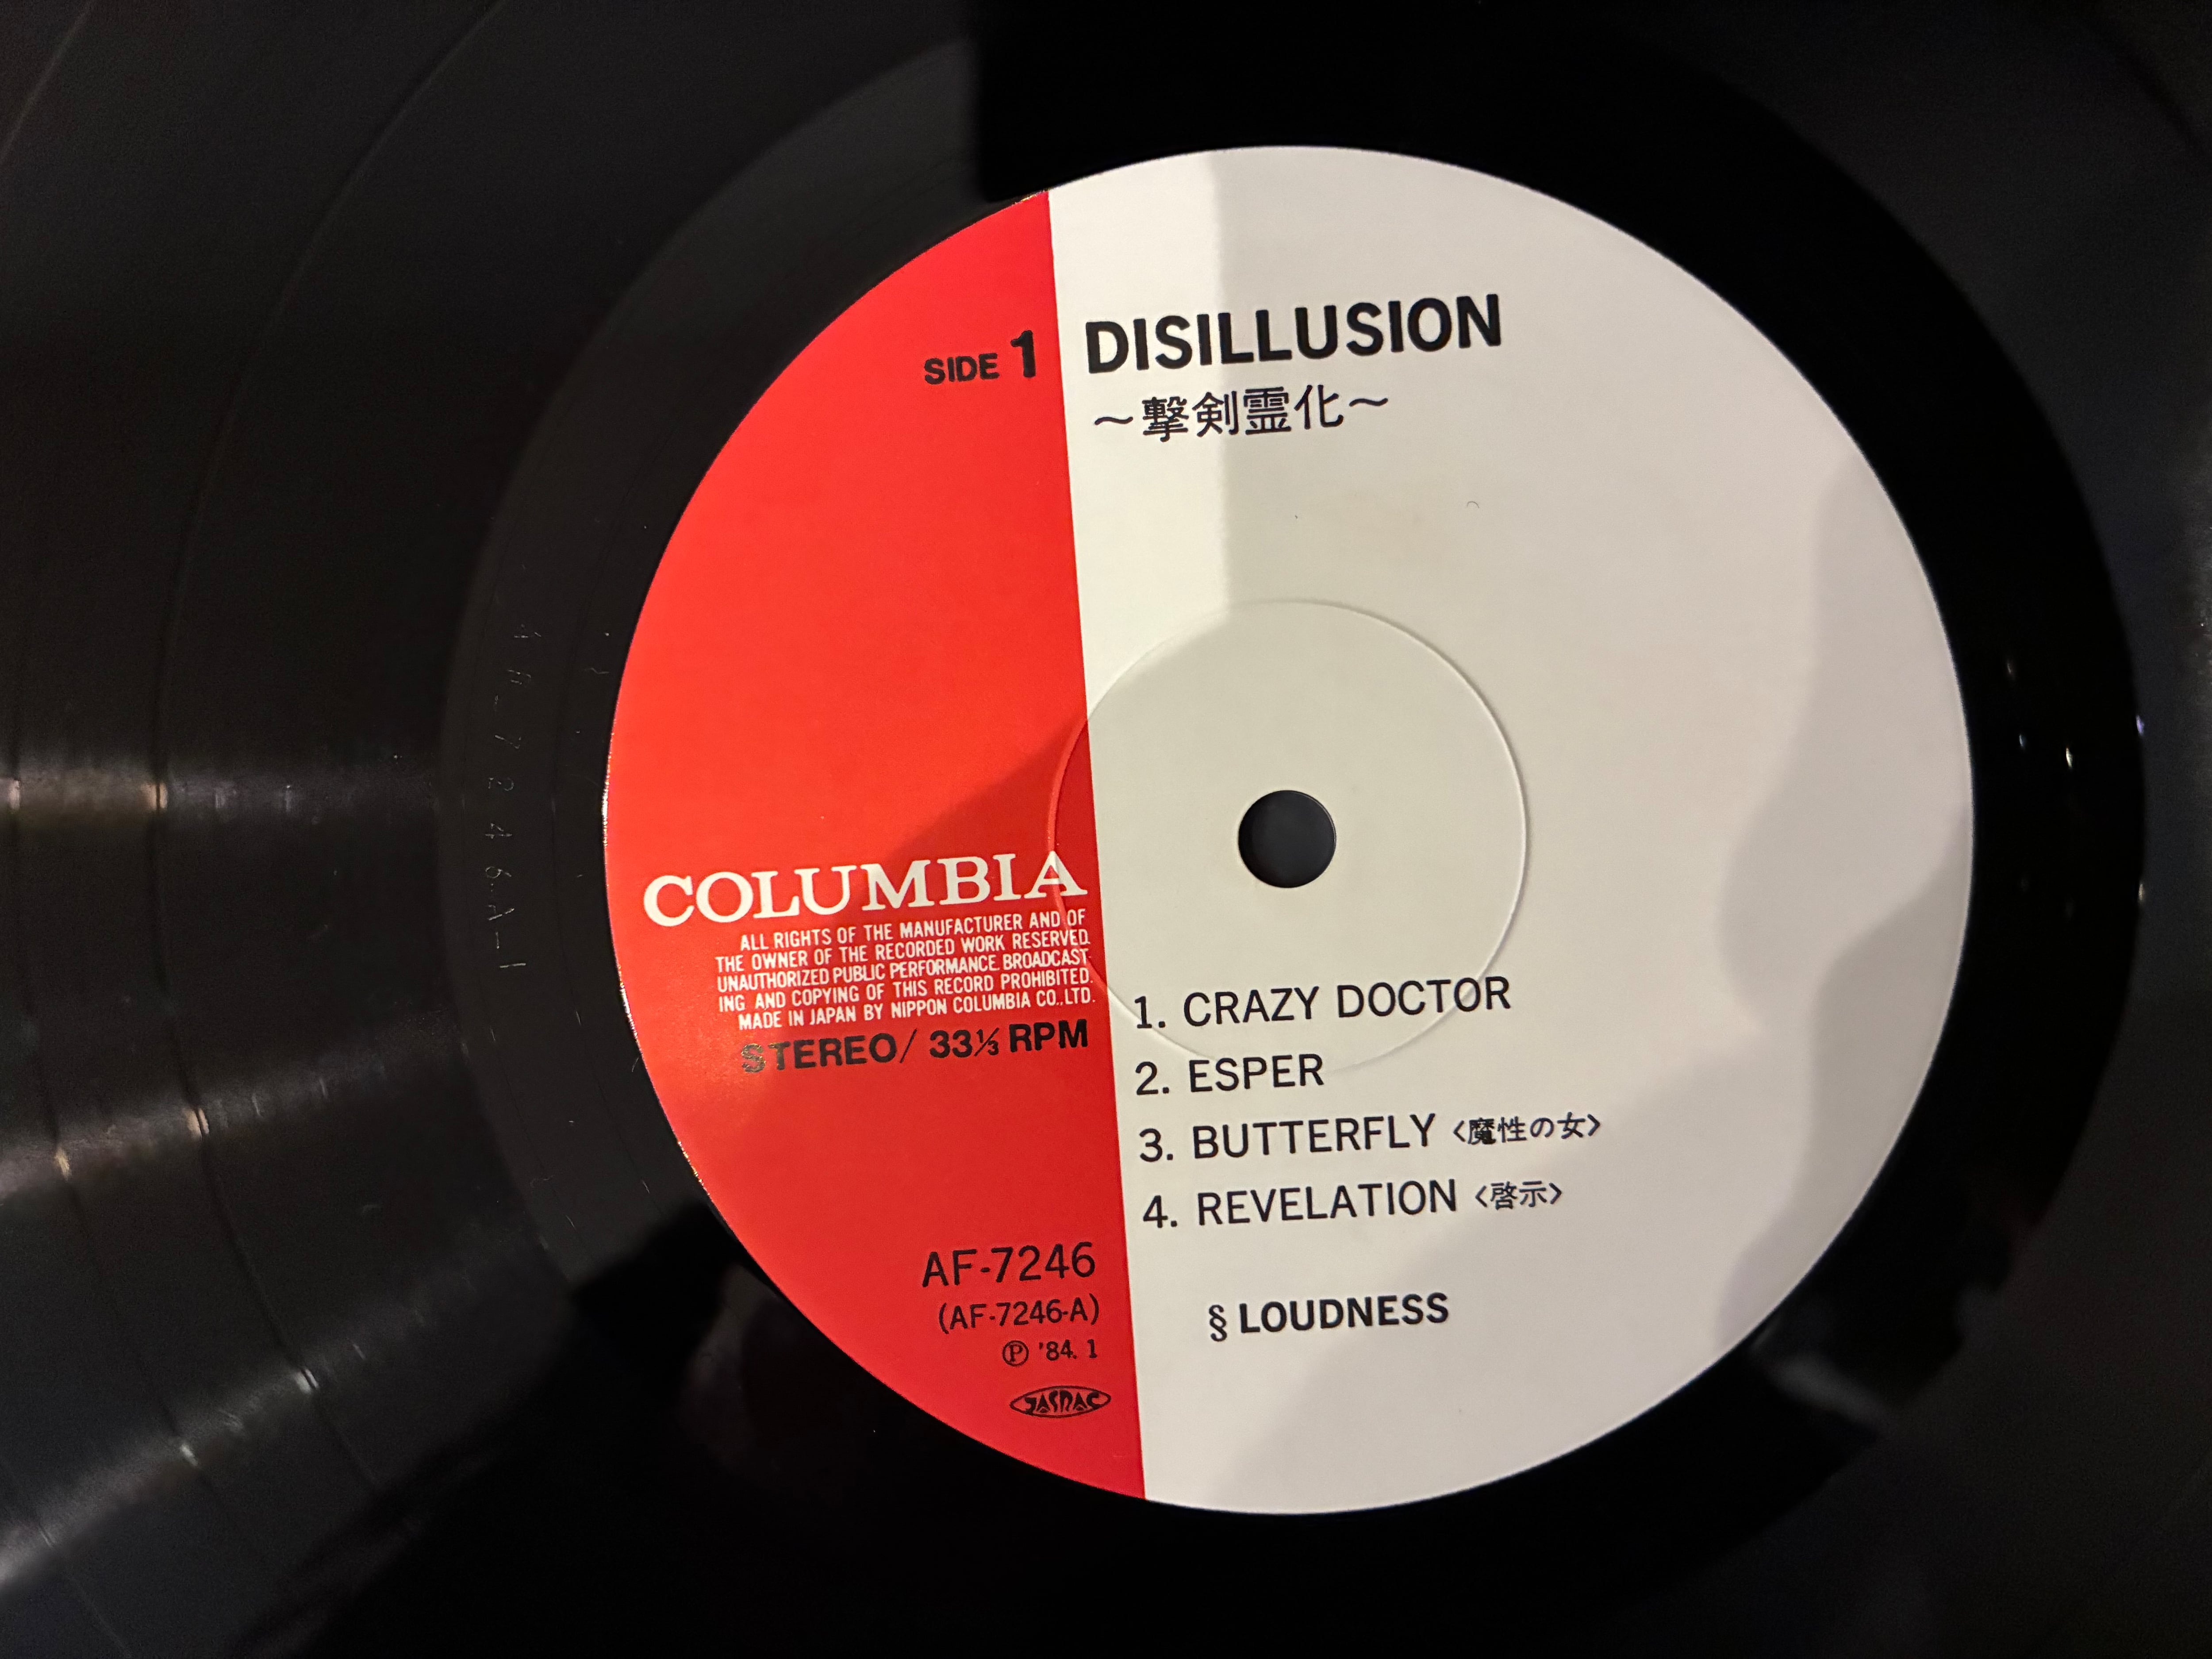 SIDE 1
DISILLUSION
～撃剣霊化～
COLUMBIA
ALL RIGHTS OF THE MANUFACTURER AND OF
THE OWNER OF THE RECORDED WORK RESERVED.
UNAUTHORIZED PUBLIC PERFORMANCE. BROADCAST-
ING AND COPYING OF THIS RECORD PROHIBITED.
MADE IN JAPAN BY NIPPON COLUMBIA CO.,LTD.
STEREO/ 33⅓ RPM
1. CRAZY DOCTOR
2. ESPER
3. BUTTERFLY〈魔性の女〉
4. REVELATION〈啓示〉
AF-7246
(AF-7246-A)
Ⓟ '84. 1
JASRAC
§ LOUDNESS